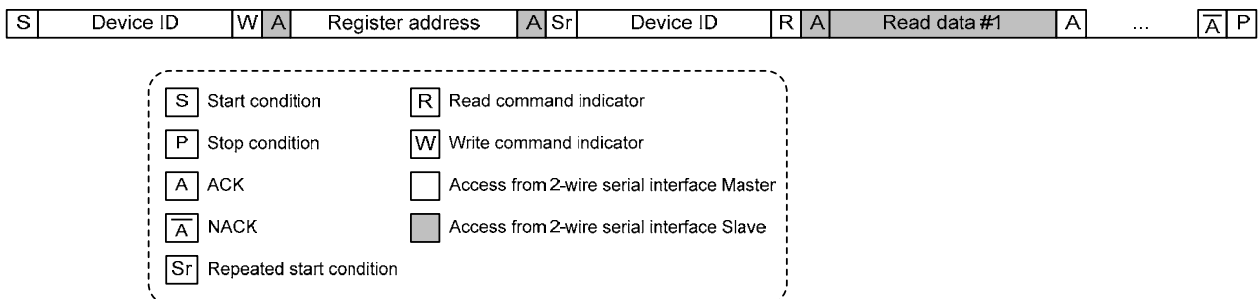 S Device ID W A Register address A Sr Device ID R A Read data #1 A ... A̅ P
S Start condition R Read command indicator
P Stop condition W Write command indicator
A ACK Access from 2-wire serial interface Master
A̅ NACK Access from 2-wire serial interface Slave
Sr Repeated start condition